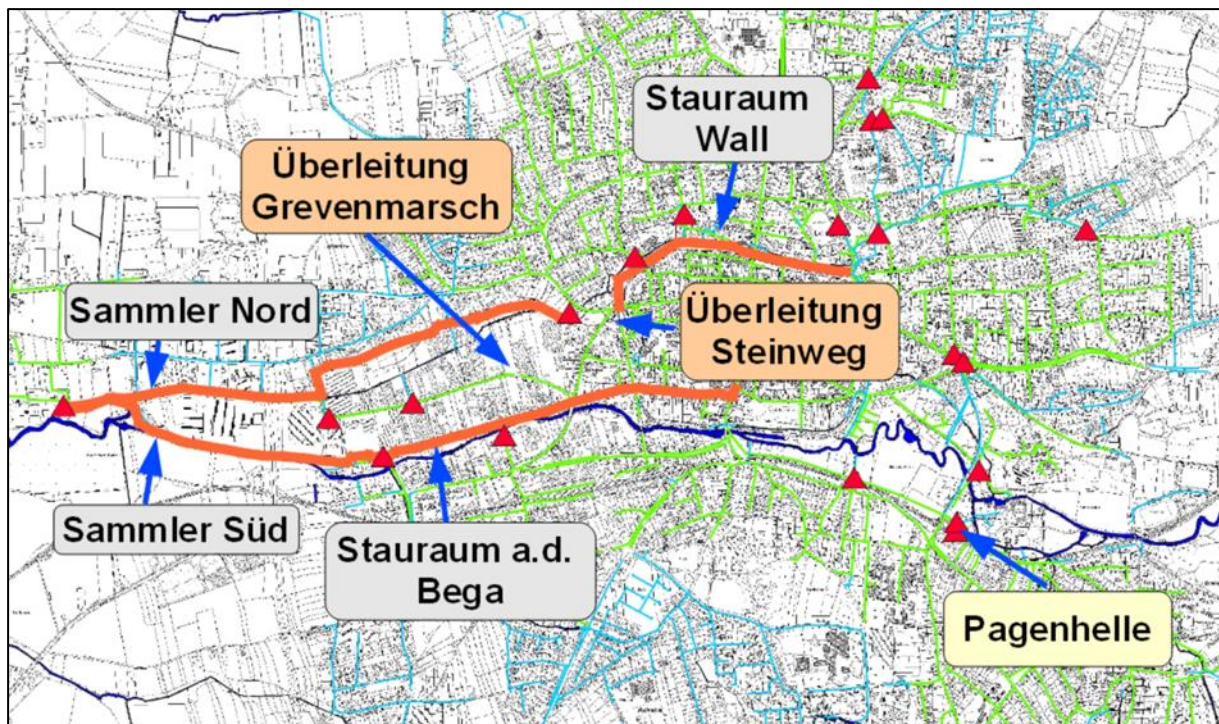 Stauraum
Wall
Überleitung
Grevenmarsch
Sammler Nord
Überleitung
Steinweg
Sammler Süd
Stauraum a.d.
Bega
Pagenhelle